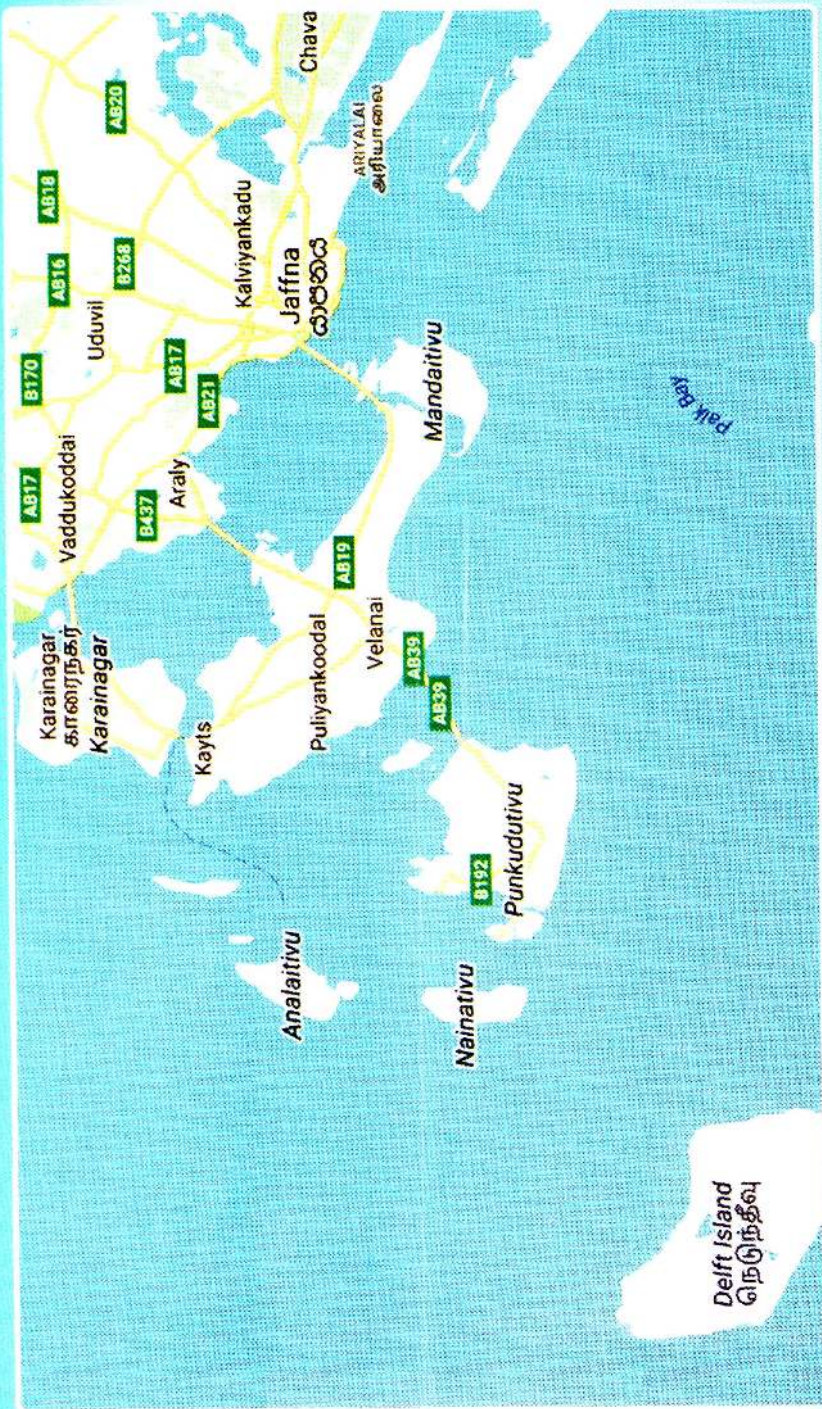 AB17
B170
AB16
AB18
Karainagar
காரைநகர்
Karainagar
Vaddukoddai
Uduvil
AB20
B268
B437
AB17
Araly
Kayts
AB21
Kalviyankadu
Analaitivu
Jaffna
යාපනය
Chava
Puliyankoodal
AB19
ARIYALAI
அரியாலை
Velanai
AB39
AB39
Mandaitivu
Nainativu
B192
Punkudutivu
Palk Bay
Delft Island
நெடுந்தீவு